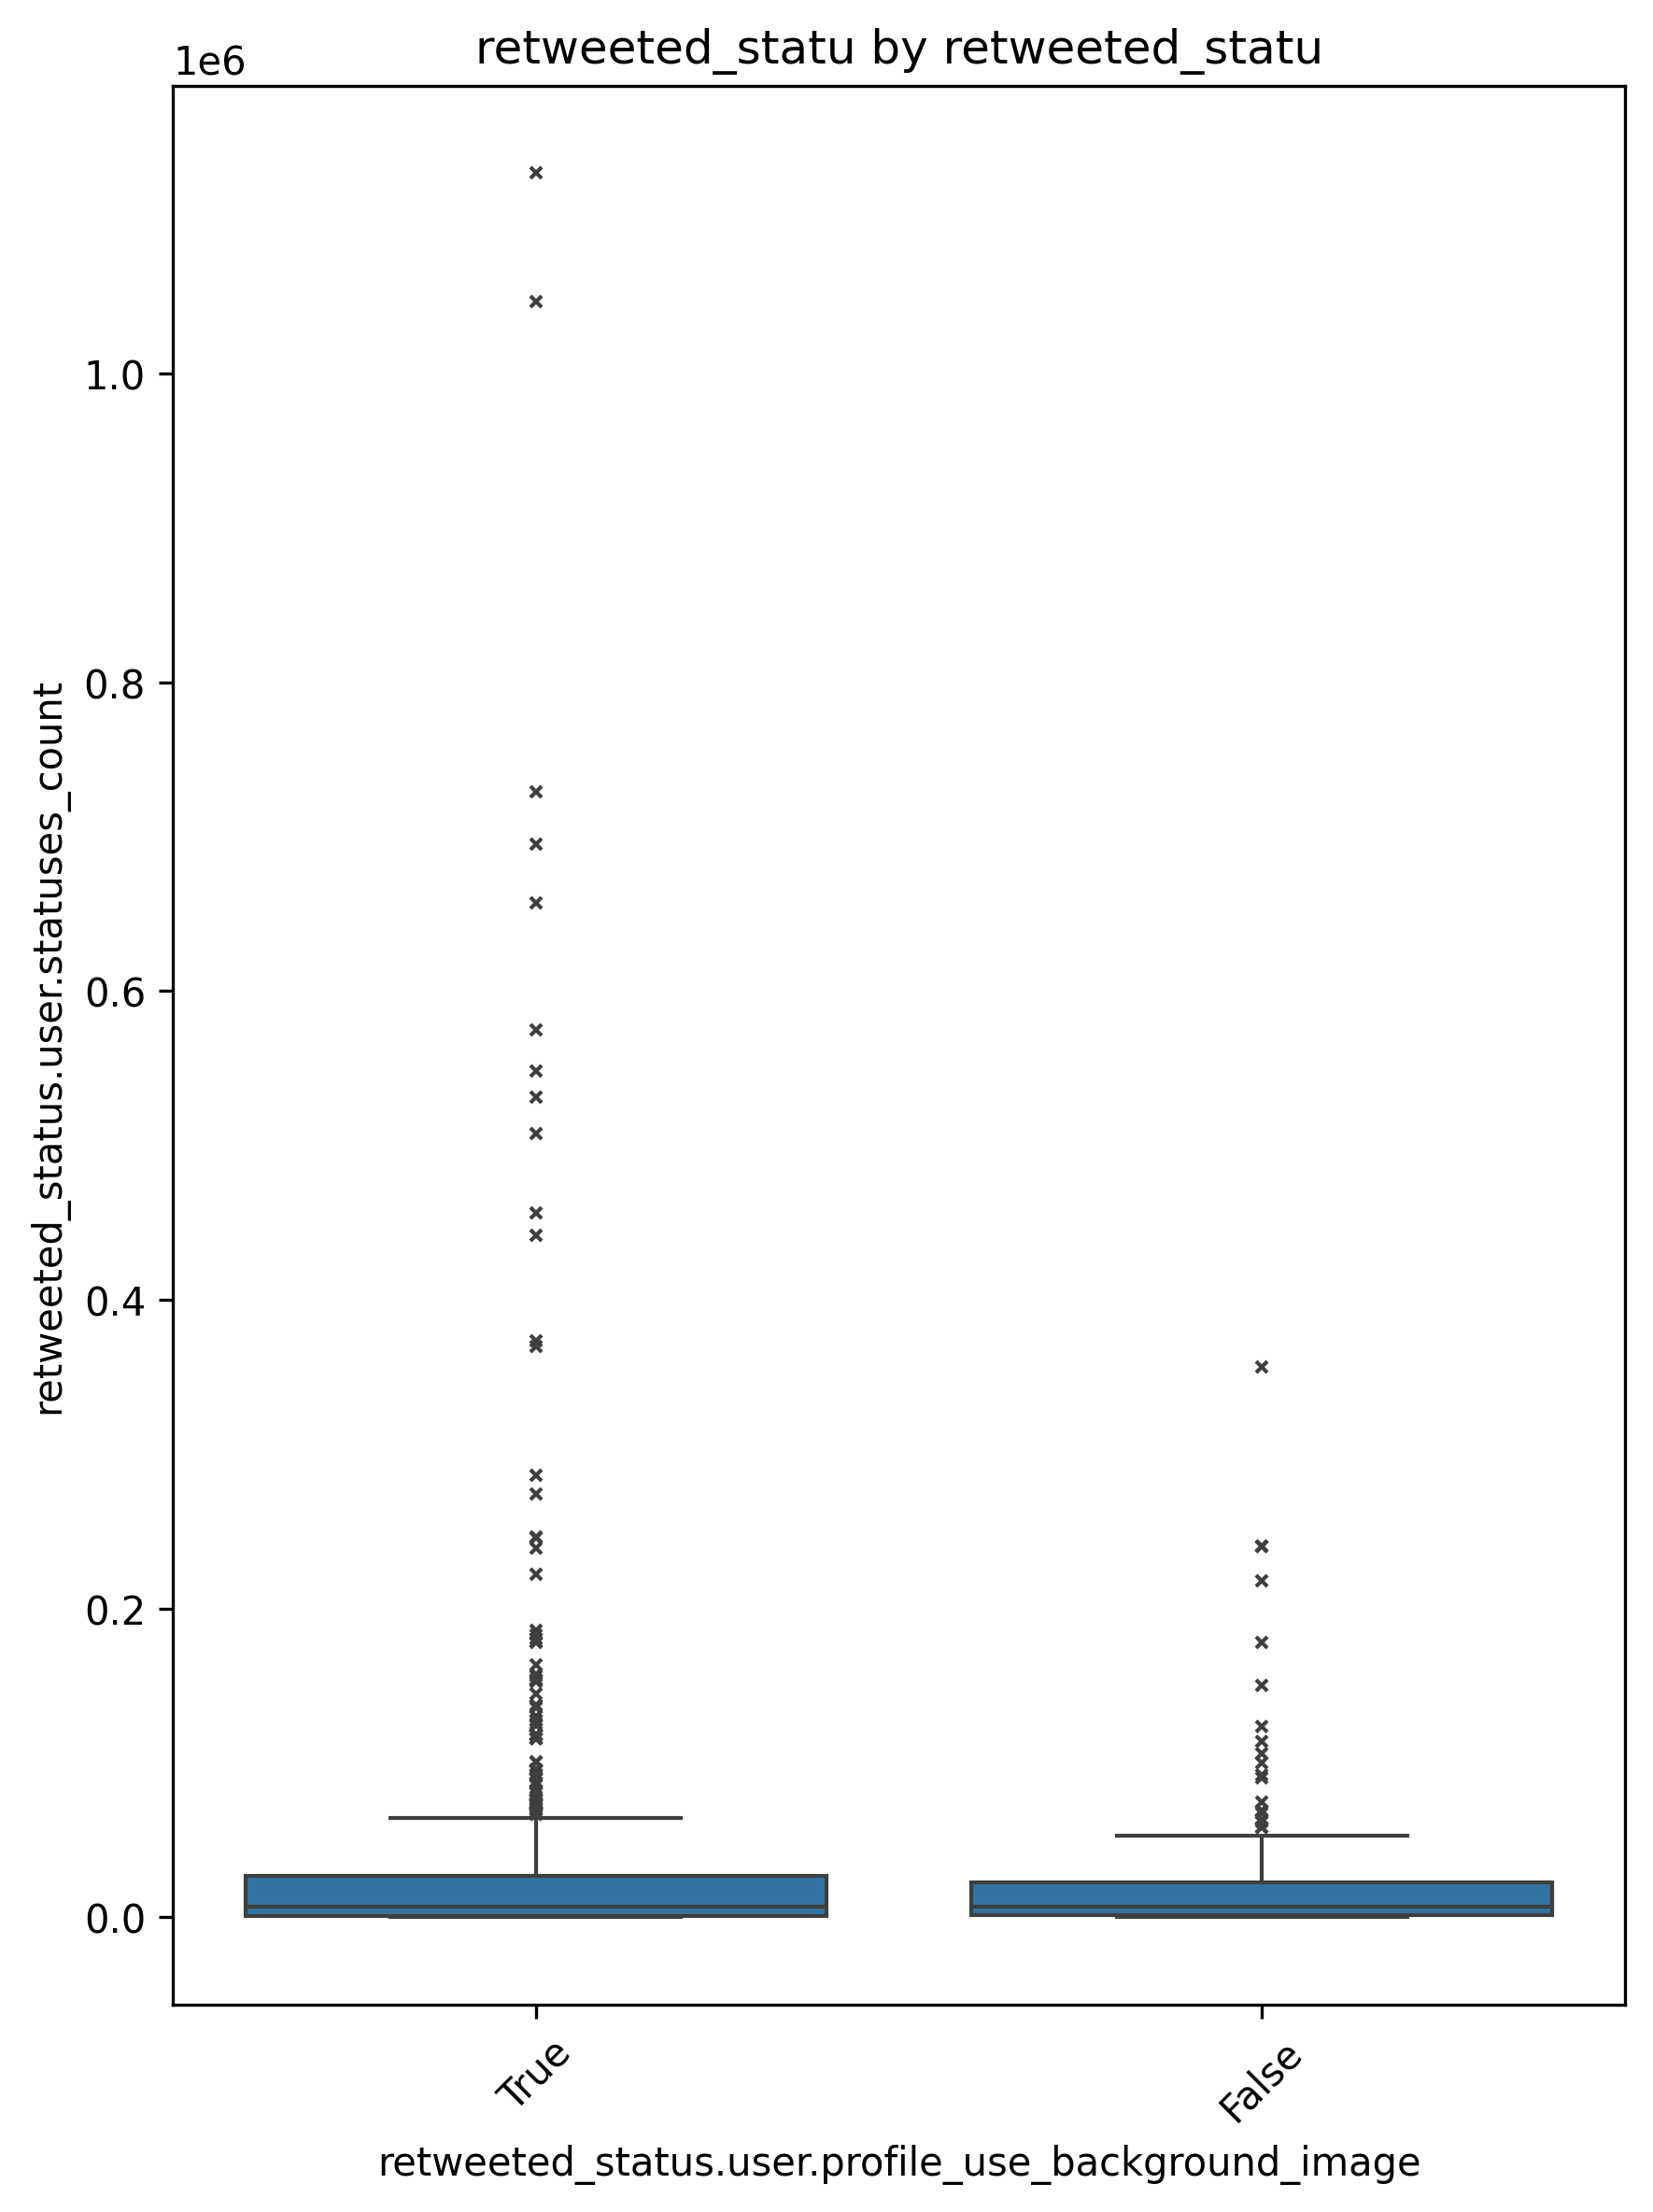 retweeted_statu by retweeted_statu
1e6
1.0
0.8
0.6
0.4
0.2
0.0
retweeted_status.user.statuses_count
True
False
retweeted_status.user.profile_use_background_image